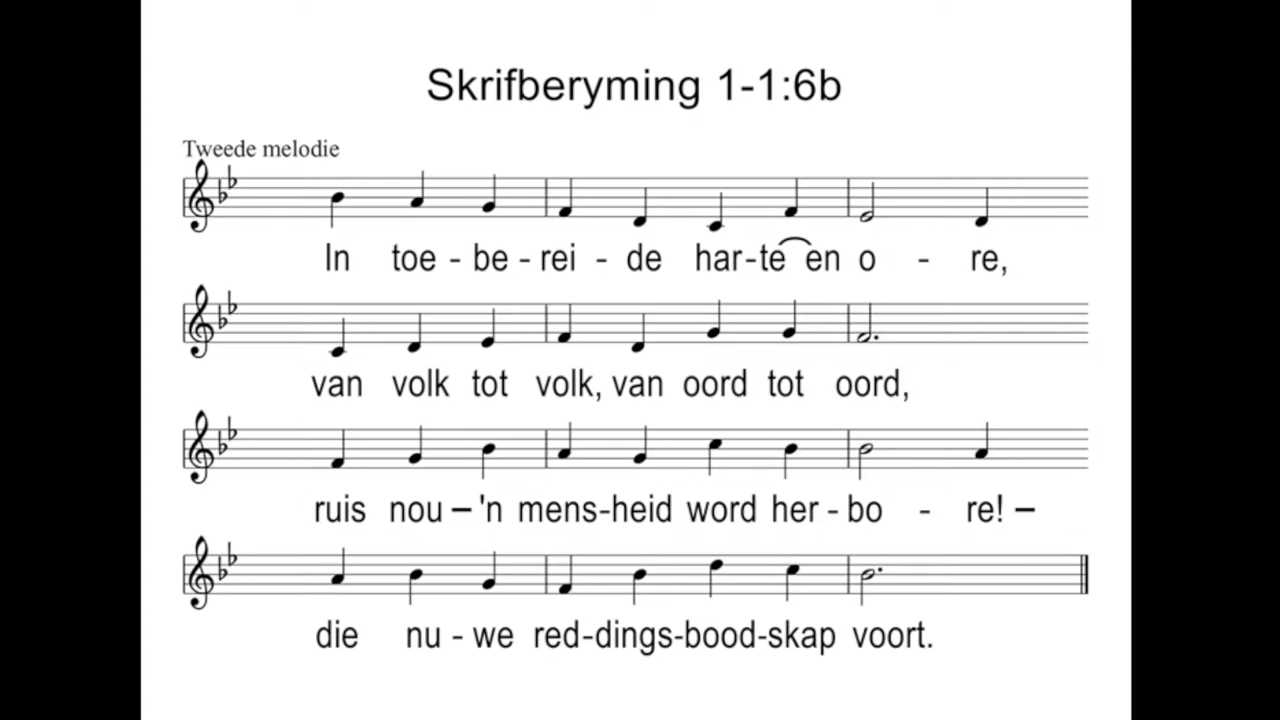 Skrifberyming 1-1:6b
Tweede melodie
In toe - be - rei - de har-te en o - re,
van volk tot volk, van oord tot oord,
ruis nou – 'n mens-heid word her - bo - re! –
die nu - we red-dings-bood-skap voort.